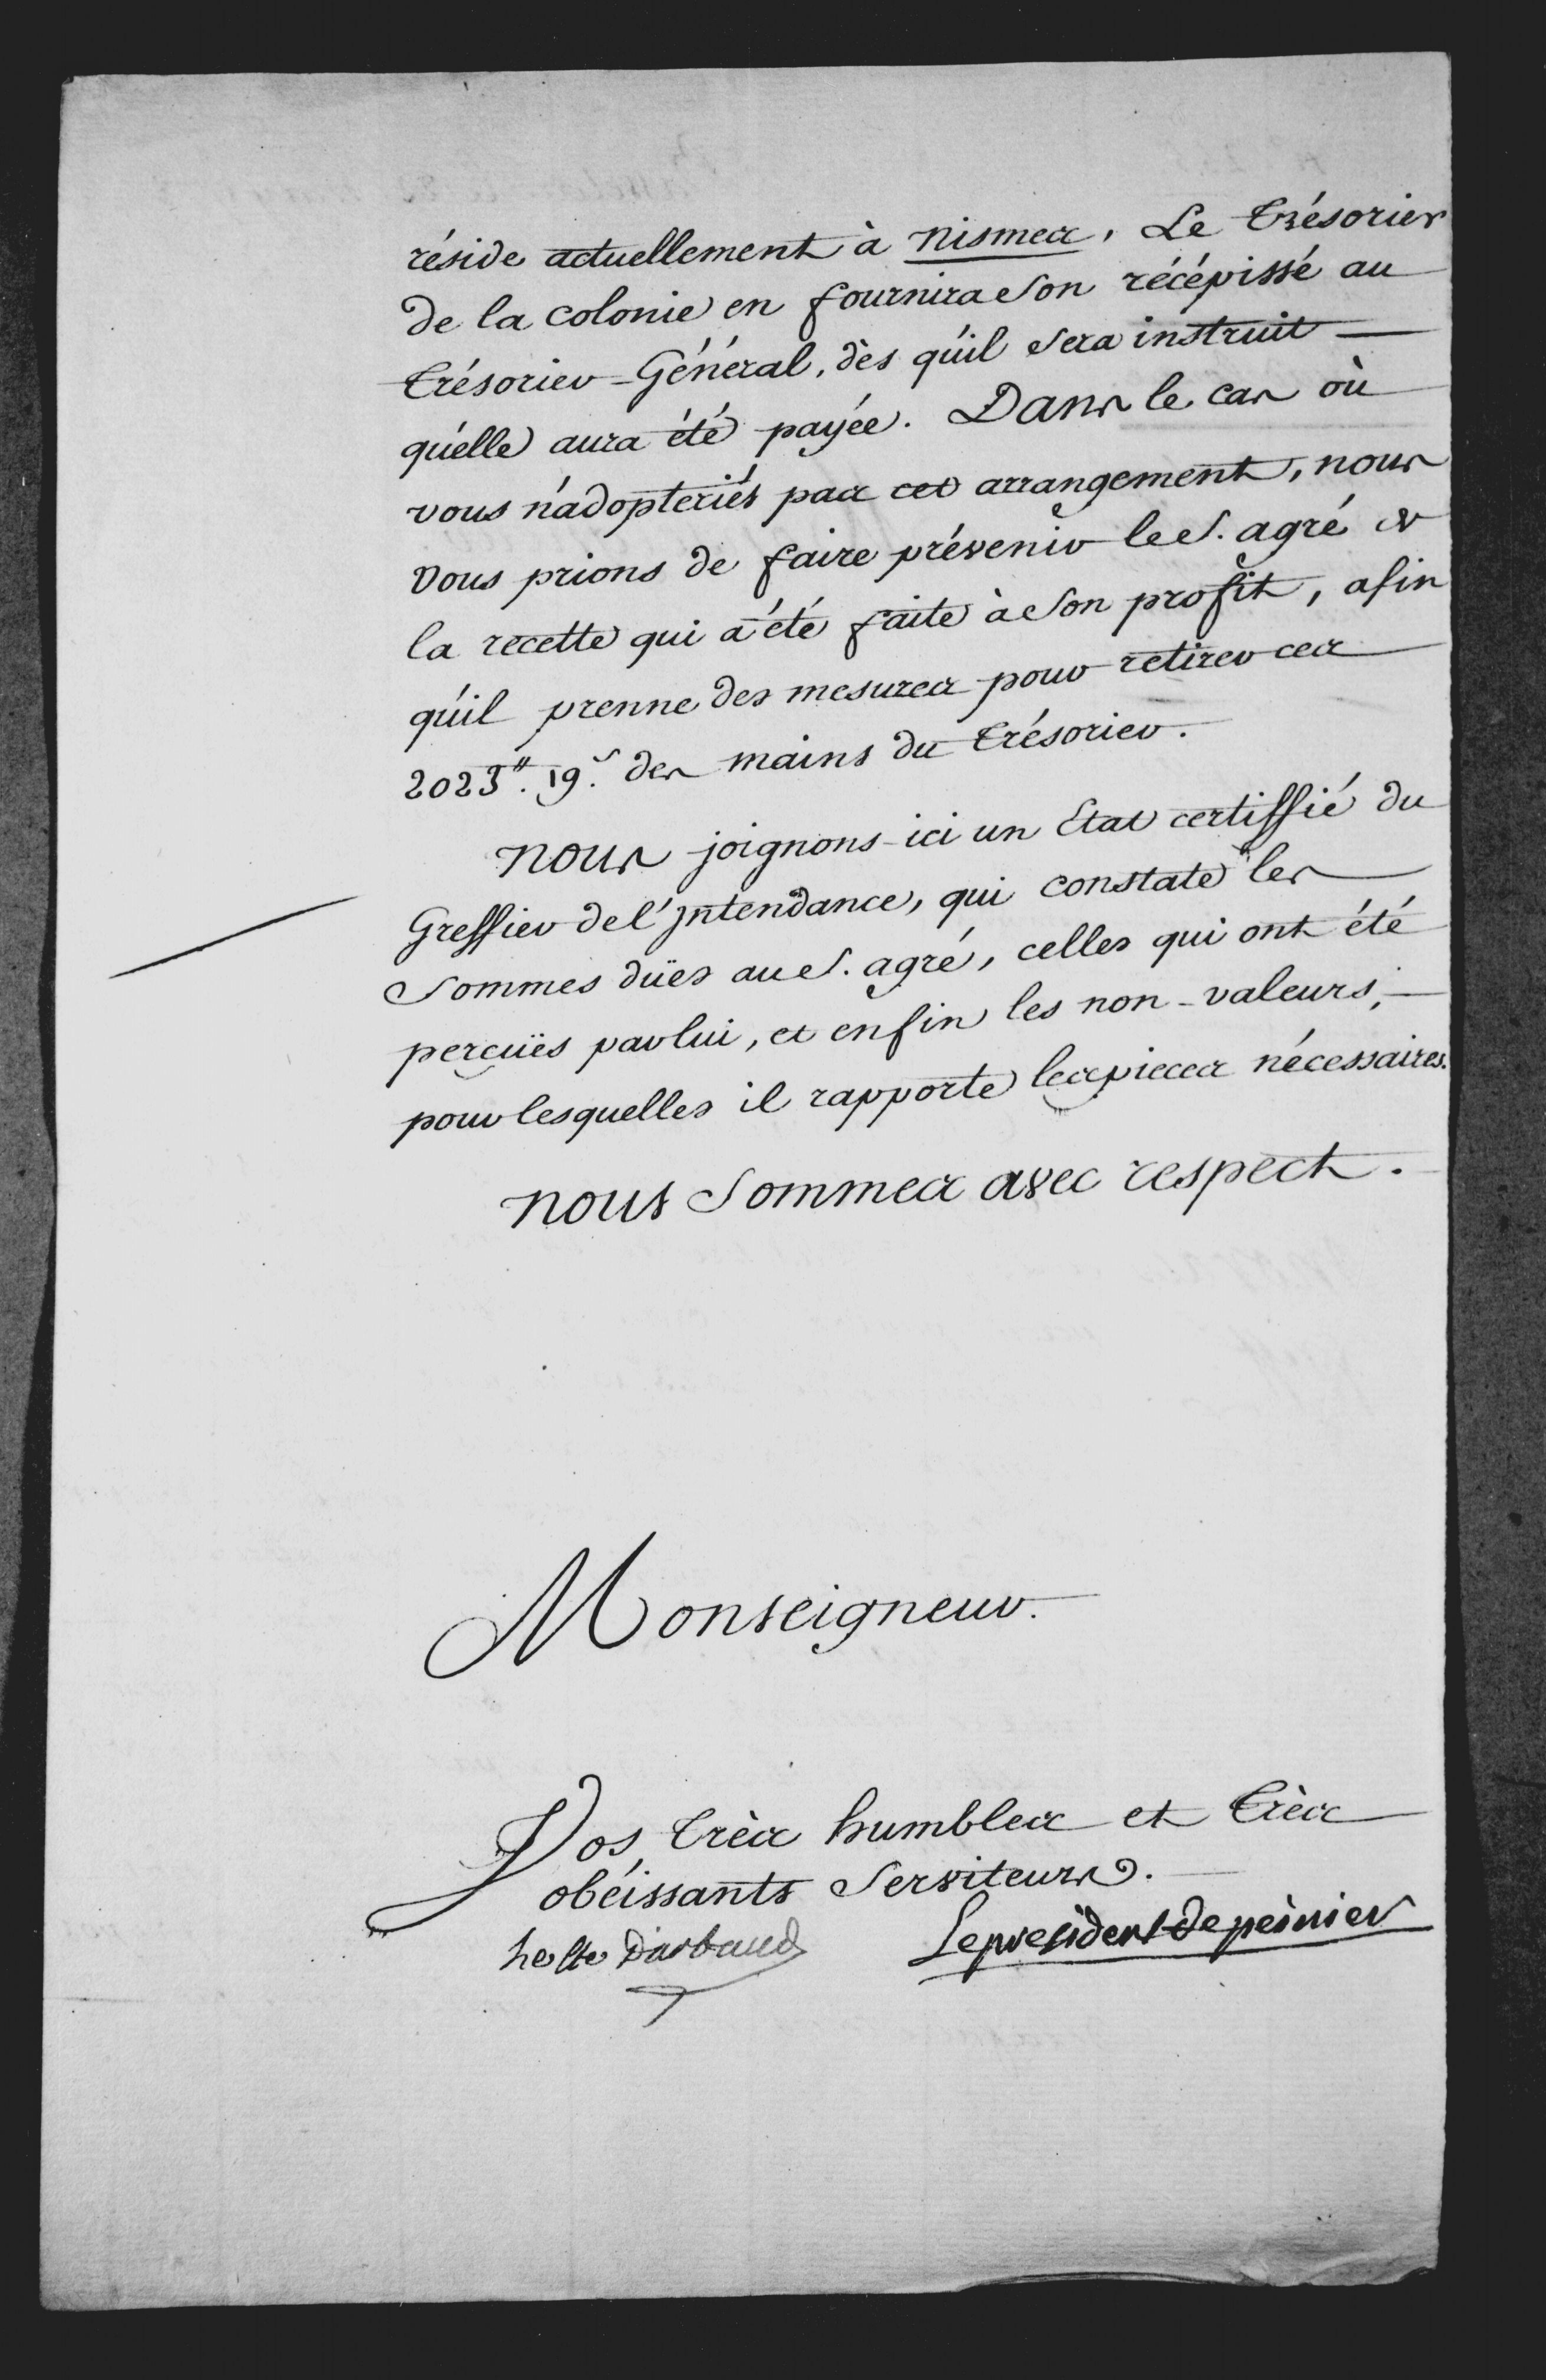 réside actuellement à nismes. Le Trésorier
de la colonie en fournira son récépissé au
trésorier-Général, dès qu'il sera instruit
qu'elle aura été payée. Dans le cas où
vous n'adopteriés pas cet arrangement, nous
vous prions de faire prévenir le S. agré de
la recette qui a été faite à son profit, afin
qu'il prenne des mesures pour retirer ces
2023₶. 19.ˢ des mains du trésorier.
nous joignons ici un Etat certiffié du
Greffier de l'jntendance, qui constate les
sommes düés au S. agré, celles qui ont été
perçuës par lui, et enfin les non-valeurs,
pour lesquelles il rapporte les pieces nécessaires.
nous sommes avec respect.
Monseigneur.
Vos très humbles et très
obéissants Serviteurs.
Le president de peinier
D'arbaud